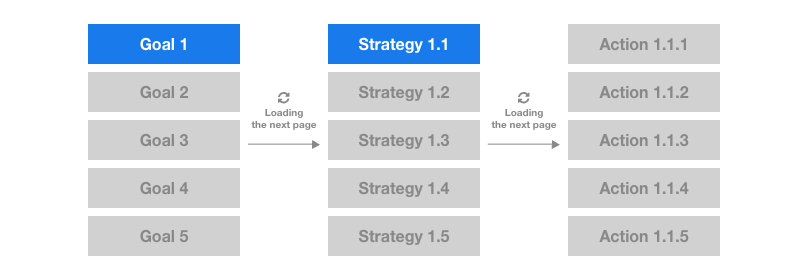 Goal 1
Goal 2
Goal 3
Goal 4
Goal 5
Loading
the next page
Strategy 1.1
Strategy 1.2
Strategy 1.3
Strategy 1.4
Strategy 1.5
Loading
the next page
Action 1.1.1
Action 1.1.2
Action 1.1.3
Action 1.1.4
Action 1.1.5